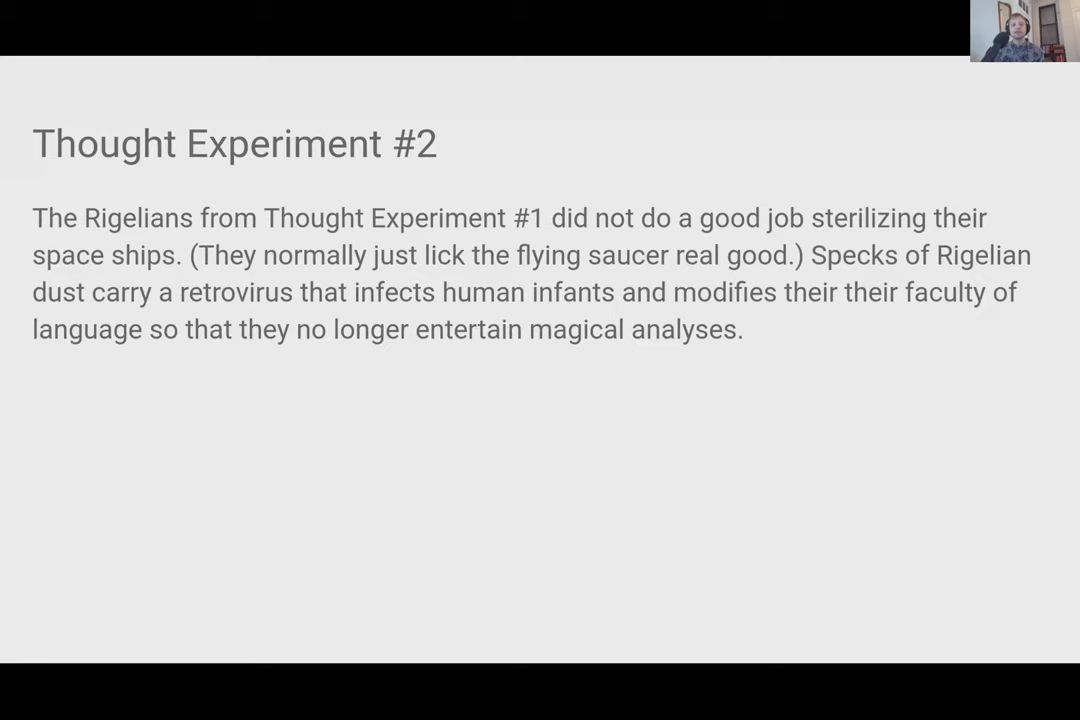 Thought Experiment #2
The Rigelians from Thought Experiment #1 did not do a good job sterilizing their
space ships. (They normally just lick the flying saucer real good.) Specks of Rigelian
dust carry a retrovirus that infects human infants and modifies their their faculty of
language so that they no longer entertain magical analyses.